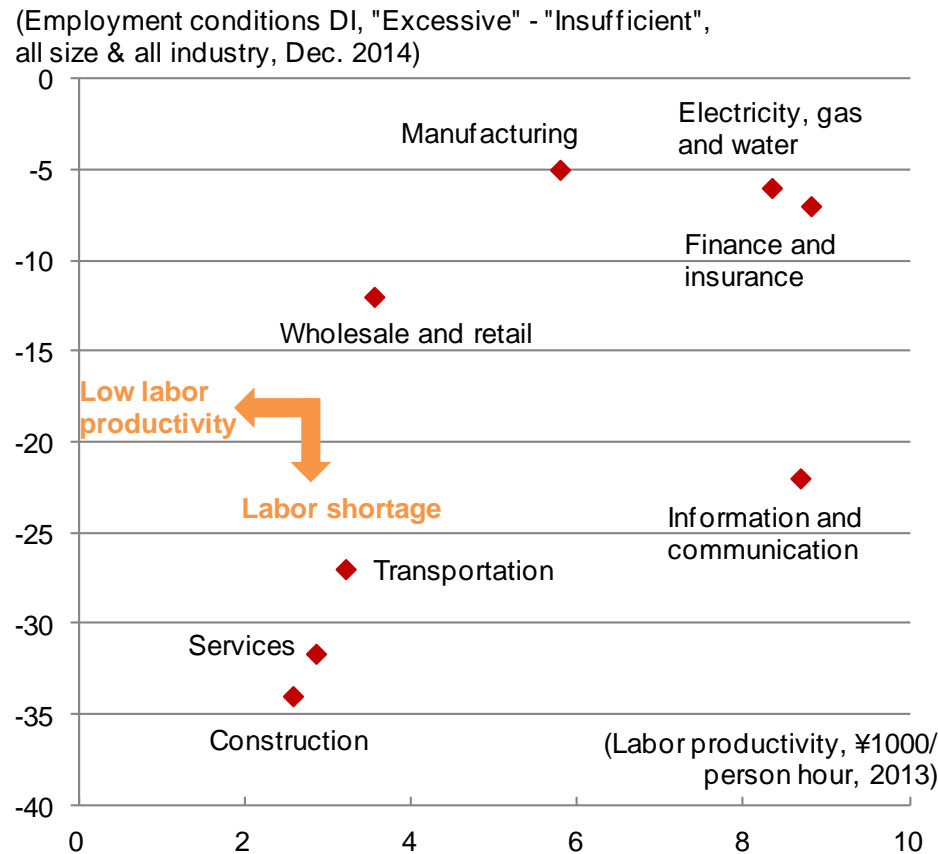 (Employment conditions DI, "Excessive" - "Insufficient",
all size & all industry, Dec. 2014)
0
-5
-10
-15
-20
-25
-30
-35
-40
Manufacturing
Electricity, gas
and water
Finance and
insurance
Wholesale and retail
Low labor
productivity
Labor shortage
Information and
communication
Transportation
Services
Construction
(Labor productivity, ¥1000/
person hour, 2013)
0
2
4
6
8
10